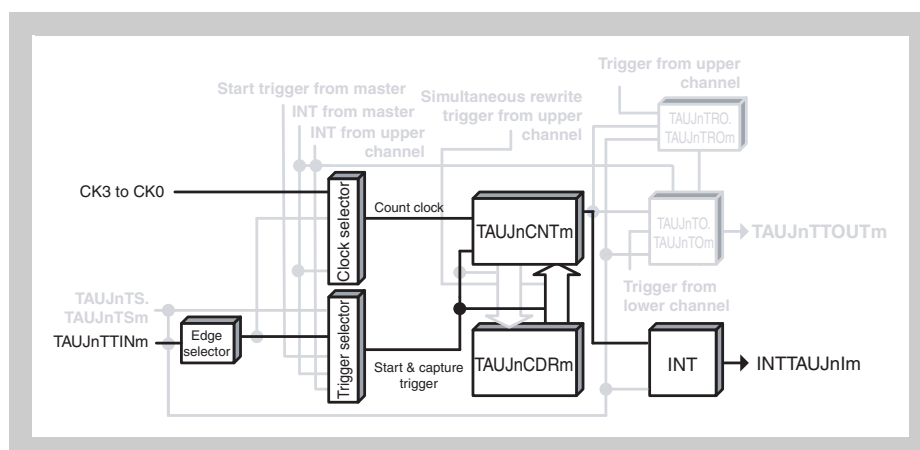 Trigger from upper
channel
Start trigger from master
Simultaneous rewrite
trigger from upper
channel
INT from master
INT from upper
channel
TAUJnTRO.
TAUJnTROm
CK3 to CK0
Clock selector
Count clock
TAUJnCNTm
TAUJnTO.
TAUJnTOm
TAUJnTTOUTm
Trigger from
lower channel
TAUJnTS.
TAUJnTSm
TAUJnTTINm
Edge
selector
Trigger selector
Start & capture
trigger
TAUJnCDRm
INT
INTTAUJnIm